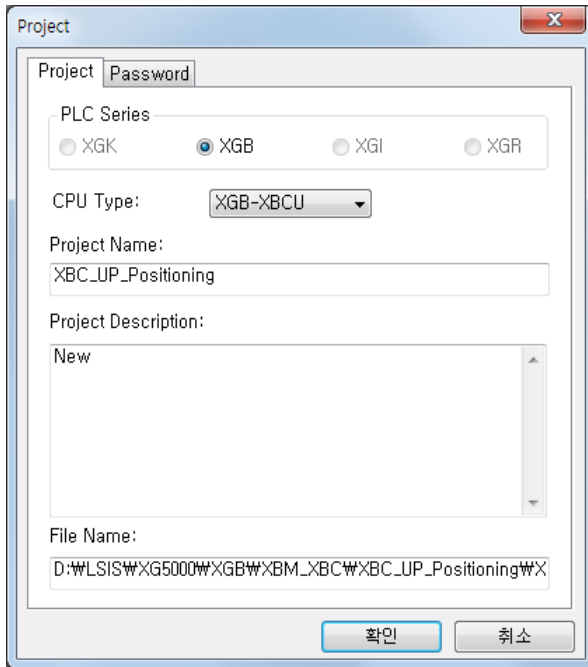 Project
Project Password
PLC Series
XGK XGB XGI XGR
CPU Type: XGB-XBCU
Project Name:
XBC_UP_Positioning
Project Description:
New
File Name:
D:₩LSIS₩XG5000₩XGB₩XBM_XBC₩XBC_UP_Positioning₩X
확인 취소